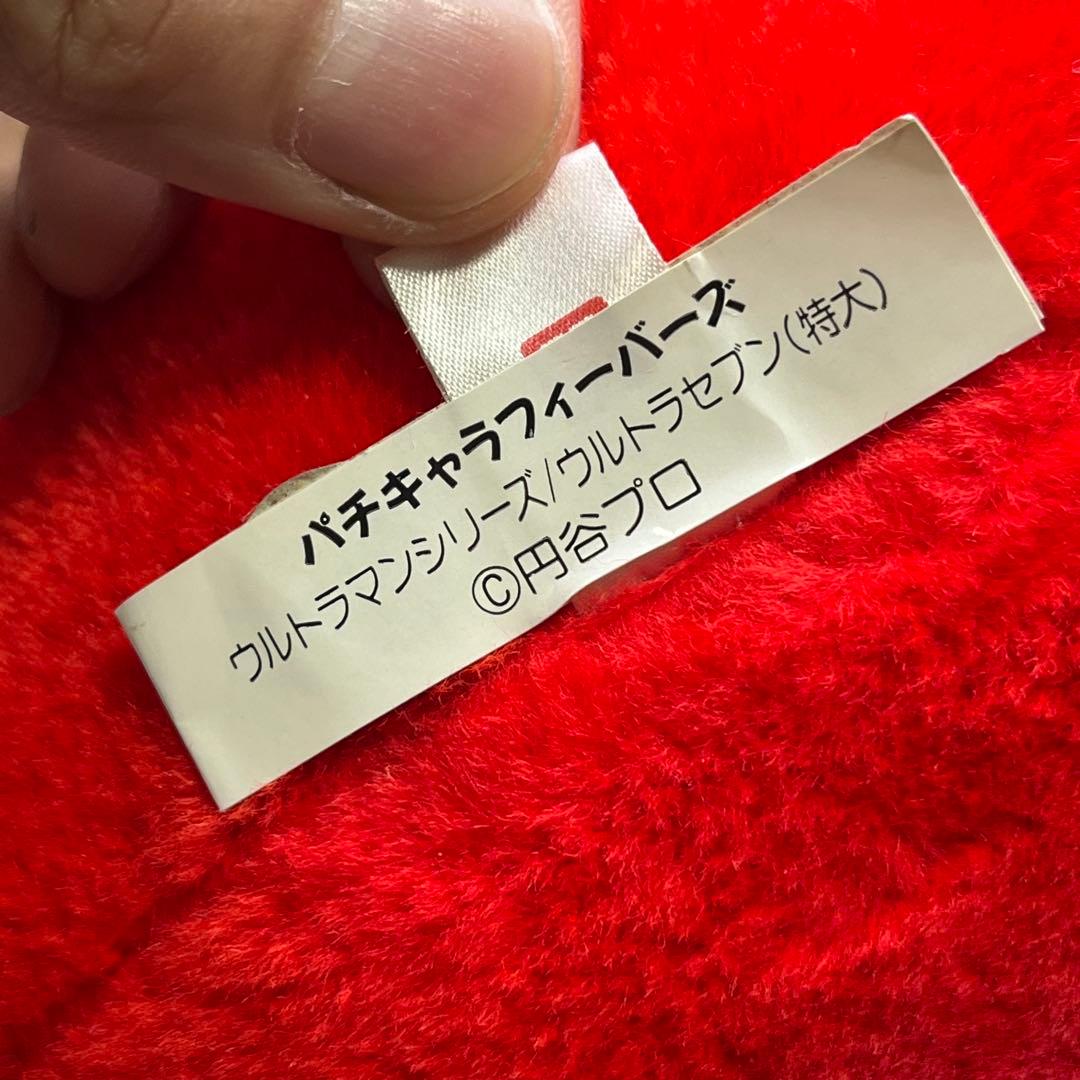 パチキャラフィーバーズ
ウルトラマンシリーズ/ウルトラセブン(特大)
©円谷プロ